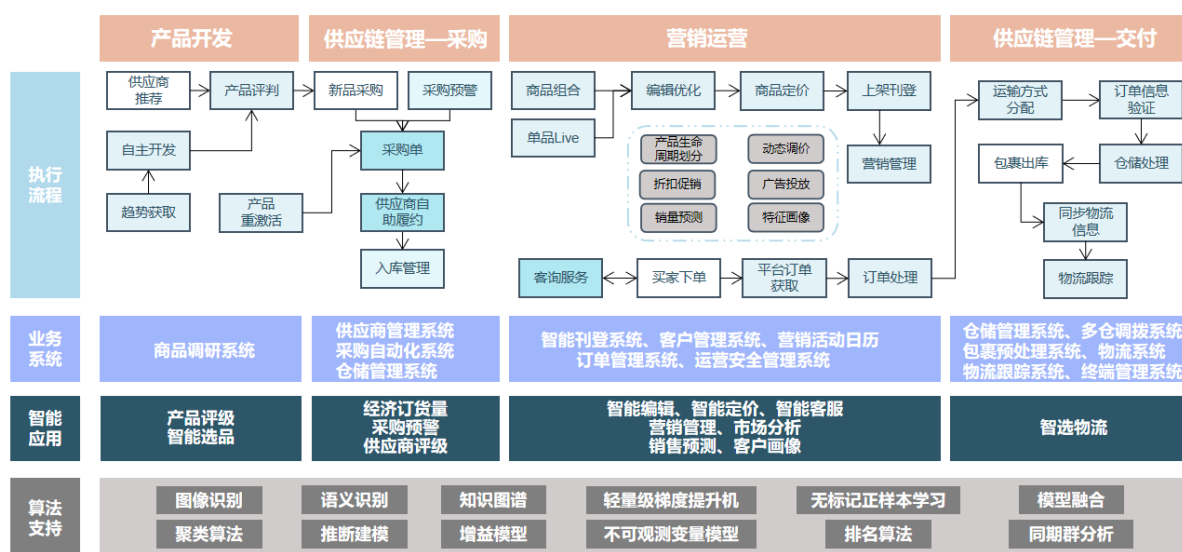 产品开发
供应链管理—采购
营销运营
供应链管理—交付
执行
流程
供应商
推荐
产品评判
新品采购
采购预警
自主开发
采购单
趋势获取
产品
重激活
供应商自
助履约
入库管理
商品组合
编辑优化
商品定价
上架刊登
单品Live
产品生命
周期划分
动态调价
折扣促销
广告投放
销量预测
特征画像
营销管理
客询服务
买家下单
平台订单
获取
订单处理
运输方式
分配
订单信息
验证
包裹出库
仓储处理
同步物流
信息
物流跟踪
业务
系统
商品调研系统
供应商管理系统
采购自动化系统
仓储管理系统
智能刊登系统、客户管理系统、营销活动日历
订单管理系统、运营安全管理系统
仓储管理系统、多仓调拨系统
包裹预处理系统、物流系统
物流跟踪系统、终端管理系统
智能
应用
产品评级
智能选品
经济订货量
采购预警
供应商评级
智能编辑、智能定价、智能客服
营销管理、市场分析
销售预测、客户画像
智选物流
算法
支持
图像识别
语义识别
知识图谱
轻量级梯度提升机
无标记正样本学习
模型融合
聚类算法
推断建模
增益模型
不可观测变量模型
排名算法
同期群分析